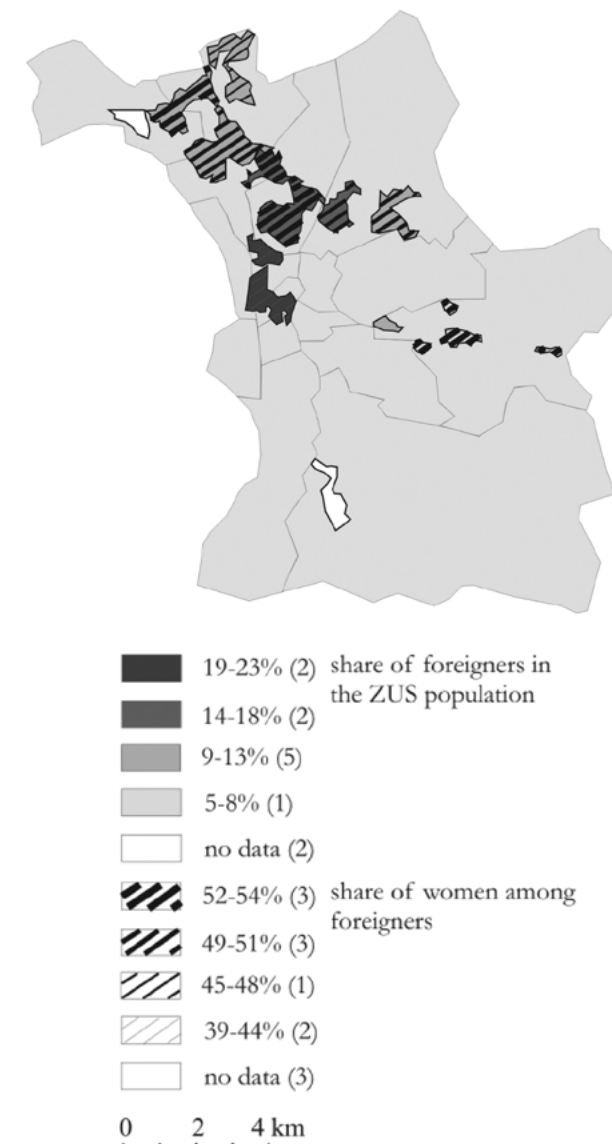 19-23% (2) share of foreigners in
the ZUS population
14-18% (2)
9-13% (5)
5-8% (1)
no data (2)
52-54% (3) share of women among
foreigners
49-51% (3)
45-48% (1)
39-44% (2)
no data (3)
0 2 4 km